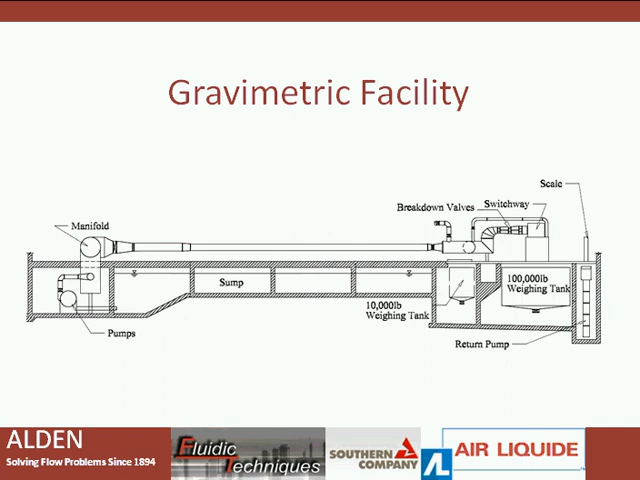 Gravimetric Facility
Scale
Breakdown Valves
Switchway
Manifold
Sump
100,000lb
Weighing Tank
10,000lb
Weighing Tank
Pumps
Return Pump
ALDEN
Solving Flow Problems Since 1894
Fluidic
Techniques
SOUTHERN
COMPANY
AL
AIR LIQUIDE